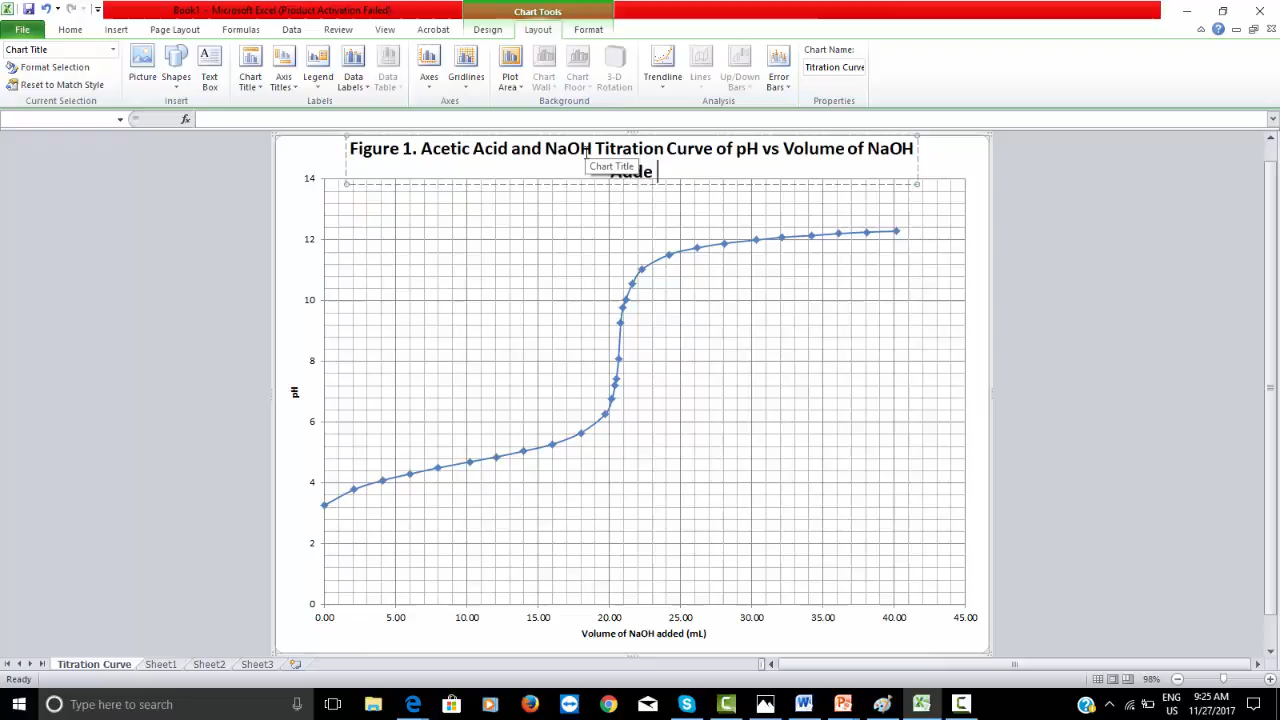 Book1 - Microsoft Excel (Product Activation Failed)
Chart Tools
File Home Insert Page Layout Formulas Data Review View Acrobat Design Layout Format
Chart Title
Format Selection
Reset to Match Style
Current Selection
Picture Shapes Text Box
Insert
Chart Title Axis Titles Legend Data Labels Data Table
Labels
Axes Gridlines
Axes
Plot Area Chart Wall Chart Floor 3-D Rotation
Background
Trendline Lines Up/Down Bars Error Bars
Analysis
Chart Name:
Titration Curve
Properties
fx
Figure 1. Acetic Acid and NaOH Titration Curve of pH vs Volume of NaOH
Adde
Chart Title
14
12
10
8
6
4
2
0
pH
0.00 5.00 10.00 15.00 20.00 25.00 30.00 35.00 40.00 45.00
Volume of NaOH added (mL)
Titration Curve Sheet1 Sheet2 Sheet3
Ready
98%
Type here to search
ENG
US
9:25 AM
11/27/2017